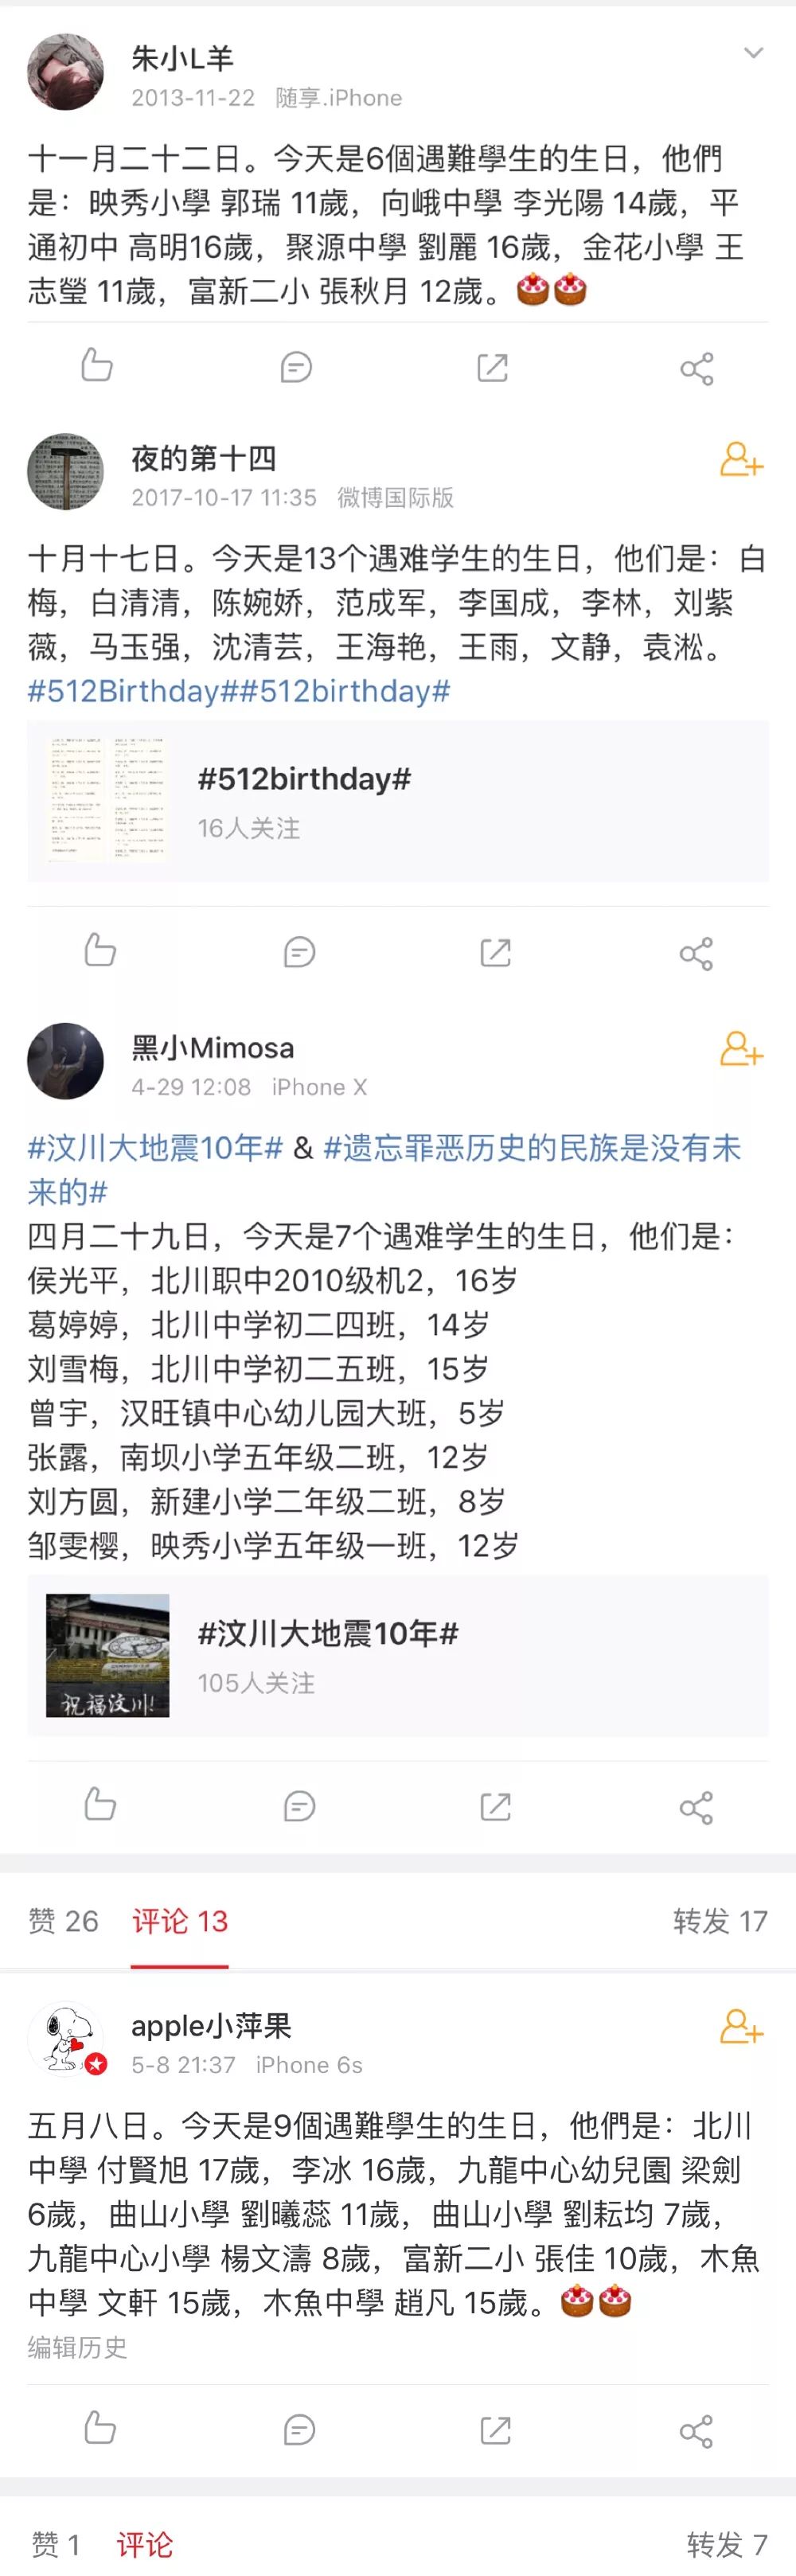 朱小L羊
2013-11-22 随享.iPhone
十一月二十二日。今天是6個遇難學生的生日，他們
是：映秀小學 郭瑞 11歲，向峨中學 李光陽 14歲，平
通初中 高明16歲，聚源中學 劉麗 16歲，金花小學 王
志瑩 11歲，富新二小 張秋月 12歲。🎂🎂
夜的第十四
2017-10-17 11:35 微博国际版
十月十七日。今天是13个遇难学生的生日，他们是：白
梅，白清清，陈婉娇，范成军，李国成，李林，刘紫
薇，马玉强，沈清芸，王海艳，王雨，文静，袁淞。
#512Birthday##512birthday#
#512birthday#
16人关注
黑小Mimosa
4-29 12:08 iPhone X
#汶川大地震10年# & #遗忘罪恶历史的民族是没有未
来的#
四月二十九日，今天是7个遇难学生的生日，他们是：
侯光平，北川职中2010级机2，16岁
葛婷婷，北川中学初二四班，14岁
刘雪梅，北川中学初二五班，15岁
曾宇，汉旺镇中心幼儿园大班，5岁
张露，南坝小学五年级二班，12岁
刘方圆，新建小学二年级二班，8岁
邹雯樱，映秀小学五年级一班，12岁
祝福汶川!
#汶川大地震10年#
105人关注
赞 26 评论 13 转发 17
apple小萍果
5-8 21:37 iPhone 6s
五月八日。今天是9個遇難學生的生日，他們是：北川
中學 付賢旭 17歲，李冰 16歲，九龍中心幼兒園 梁劍
6歲，曲山小學 劉曦蕊 11歲，曲山小學 劉耘均 7歲，
九龍中心小學 楊文濤 8歲，富新二小 張佳 10歲，木魚
中學 文軒 15歲，木魚中學 趙凡 15歲。🎂🎂
编辑历史
赞 1 评论 转发 7